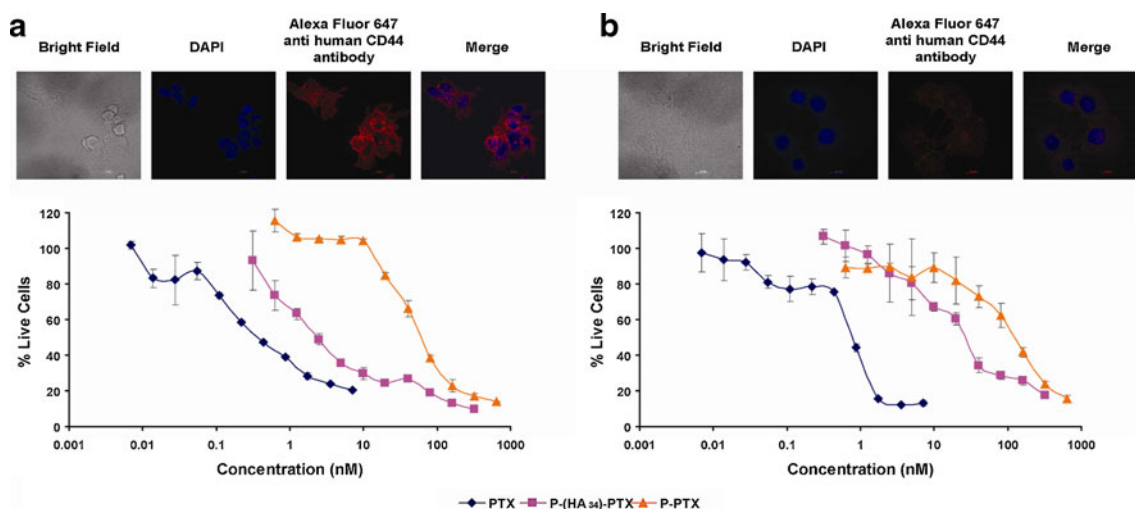 a
Bright Field
DAPI
Alexa Fluor 647
anti human CD44
antibody
Merge
b
Bright Field
DAPI
Alexa Fluor 647
anti human CD44
antibody
Merge
% Live Cells
120
100
80
60
40
20
0
0.001 0.01 0.1 1 10 100 1000
Concentration (nM)
% Live Cells
120
100
80
60
40
20
0
0.001 0.01 0.1 1 10 100 1000
Concentration (nM)
PTX P-(HA34)-PTX P-PTX